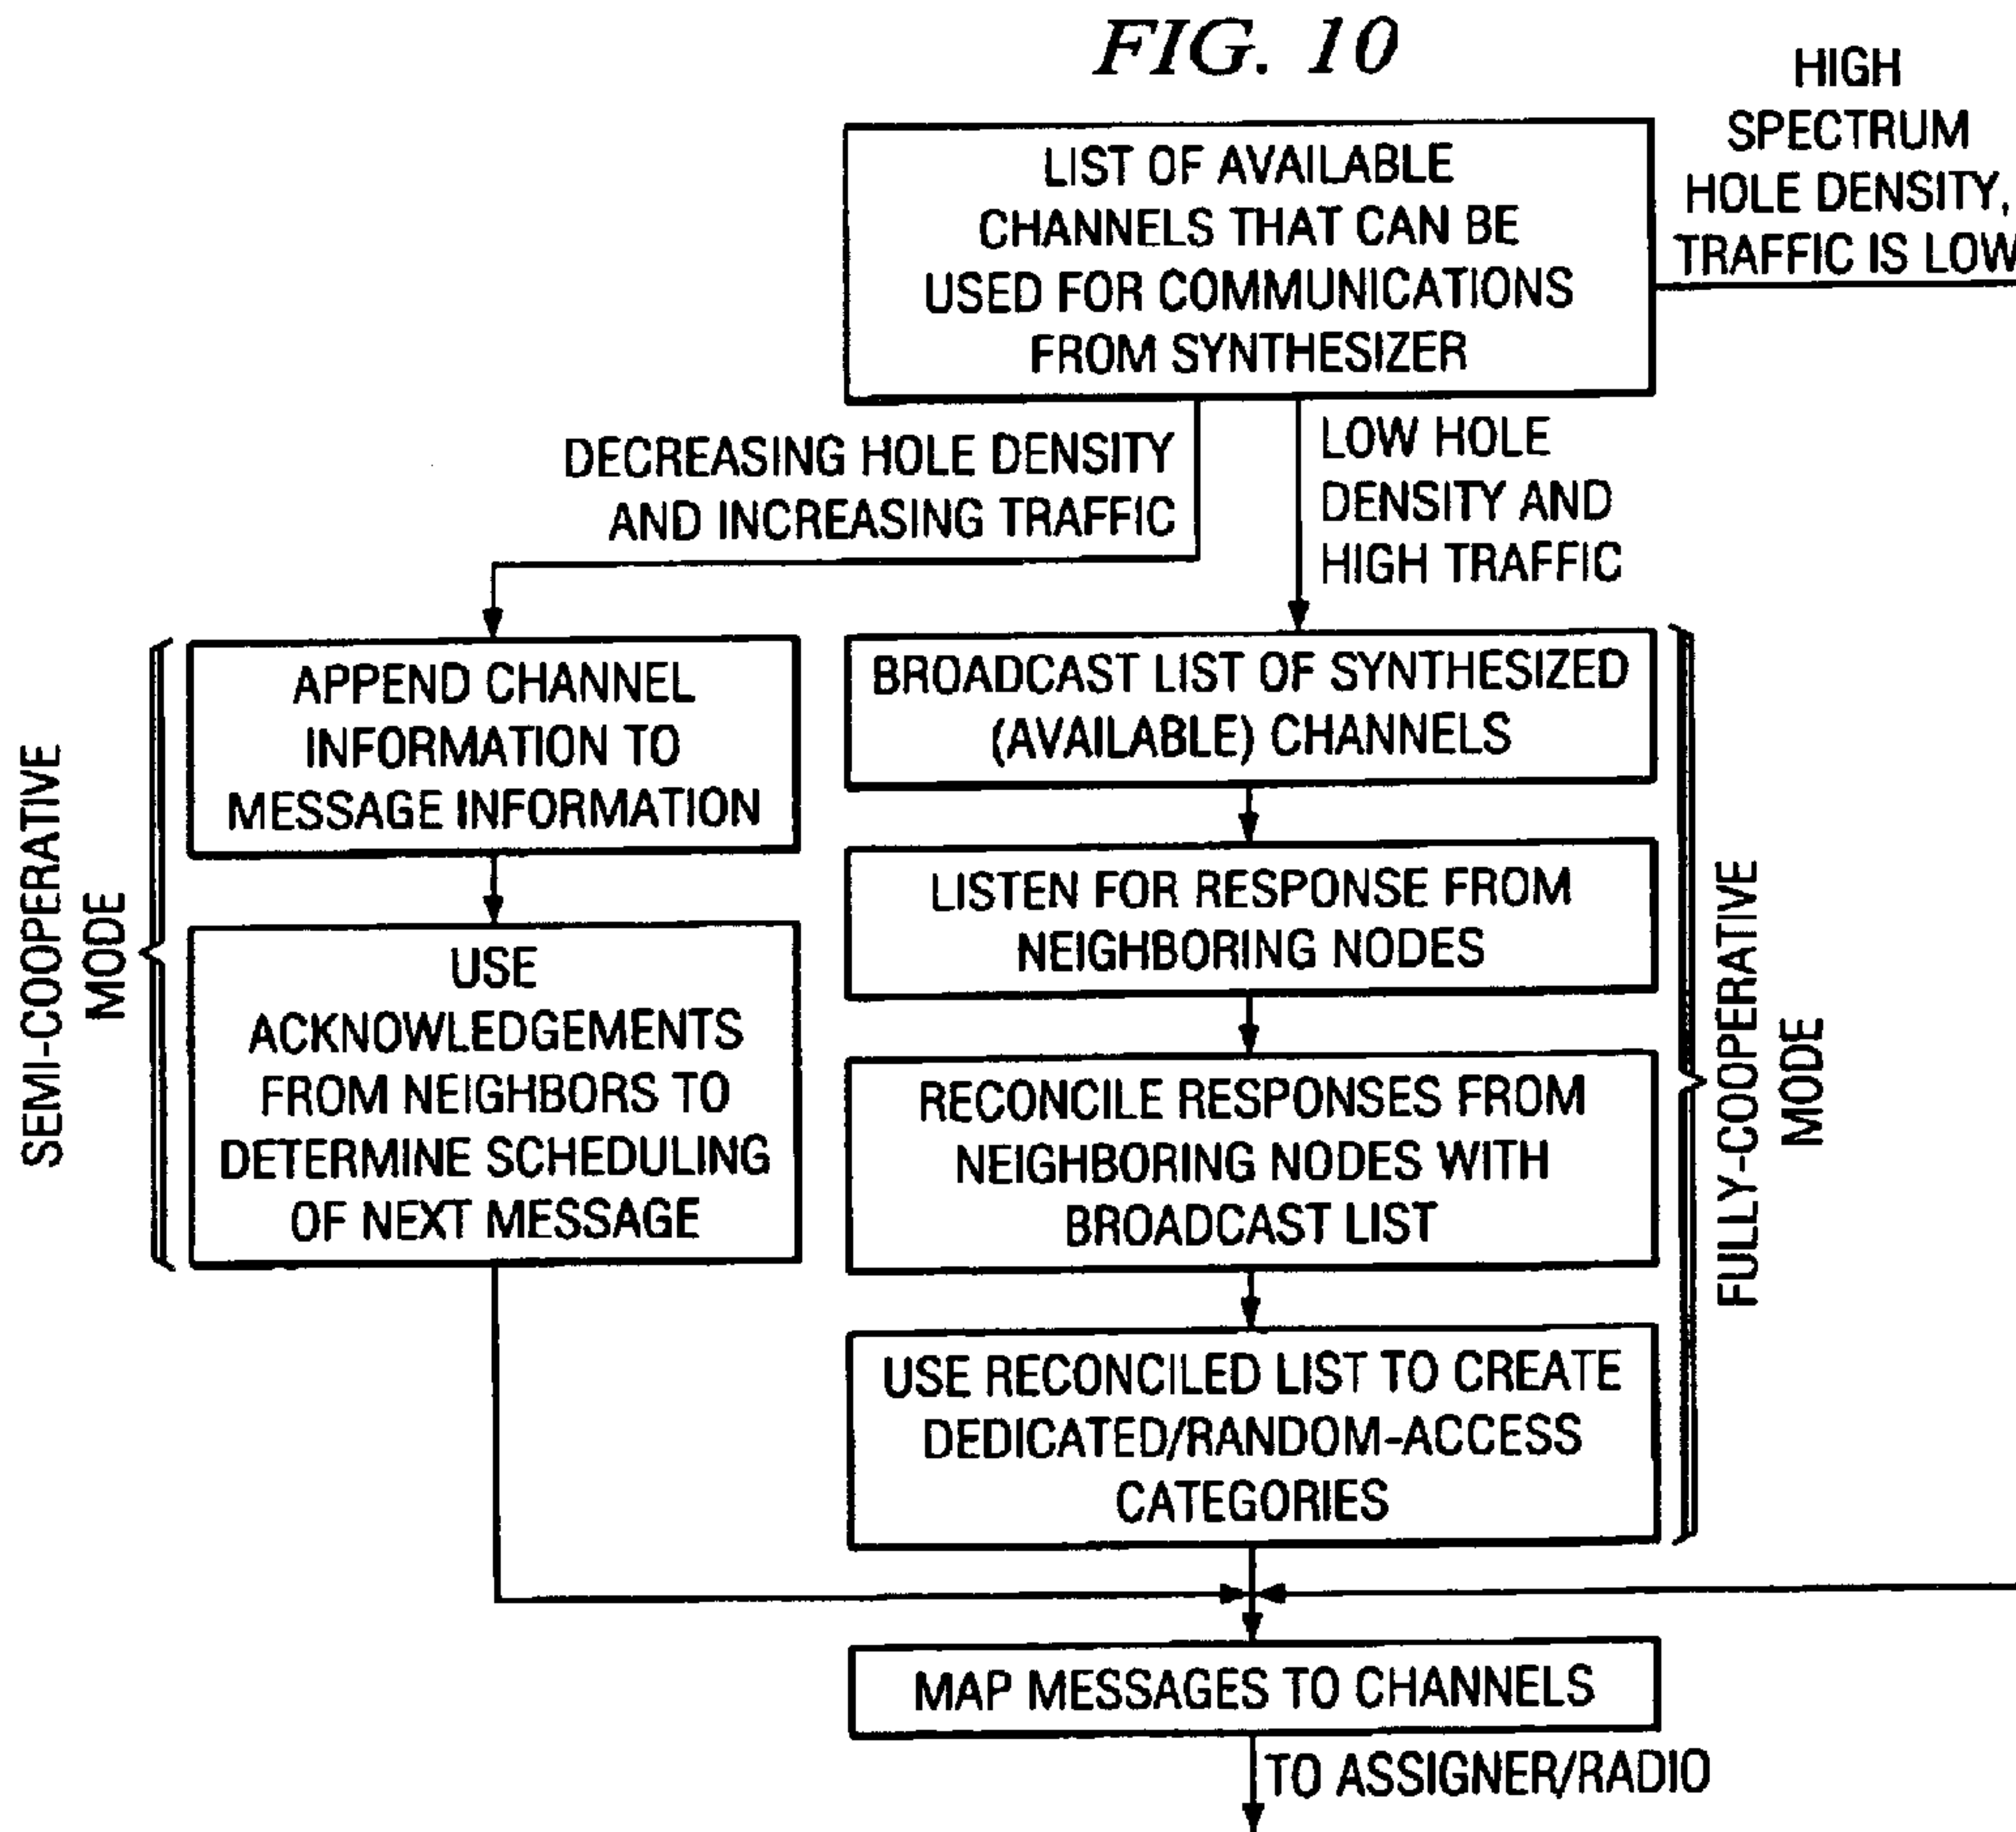 FIG. 10
HIGH
SPECTRUM
HOLE DENSITY,
TRAFFIC IS LOW
LIST OF AVAILABLE
CHANNELS THAT CAN BE
USED FOR COMMUNICATIONS
FROM SYNTHESIZER
DECREASING HOLE DENSITY
AND INCREASING TRAFFIC
LOW HOLE
DENSITY AND
HIGH TRAFFIC
SEMI-COOPERATIVE
MODE
APPEND CHANNEL
INFORMATION TO
MESSAGE INFORMATION
USE
ACKNOWLEDGEMENTS
FROM NEIGHBORS TO
DETERMINE SCHEDULING
OF NEXT MESSAGE
BROADCAST LIST OF SYNTHESIZED
(AVAILABLE) CHANNELS
LISTEN FOR RESPONSE FROM
NEIGHBORING NODES
RECONCILE RESPONSES FROM
NEIGHBORING NODES WITH
BROADCAST LIST
USE RECONCILED LIST TO CREATE
DEDICATED/RANDOM-ACCESS
CATEGORIES
FULLY-COOPERATIVE
MODE
MAP MESSAGES TO CHANNELS
TO ASSIGNER/RADIO